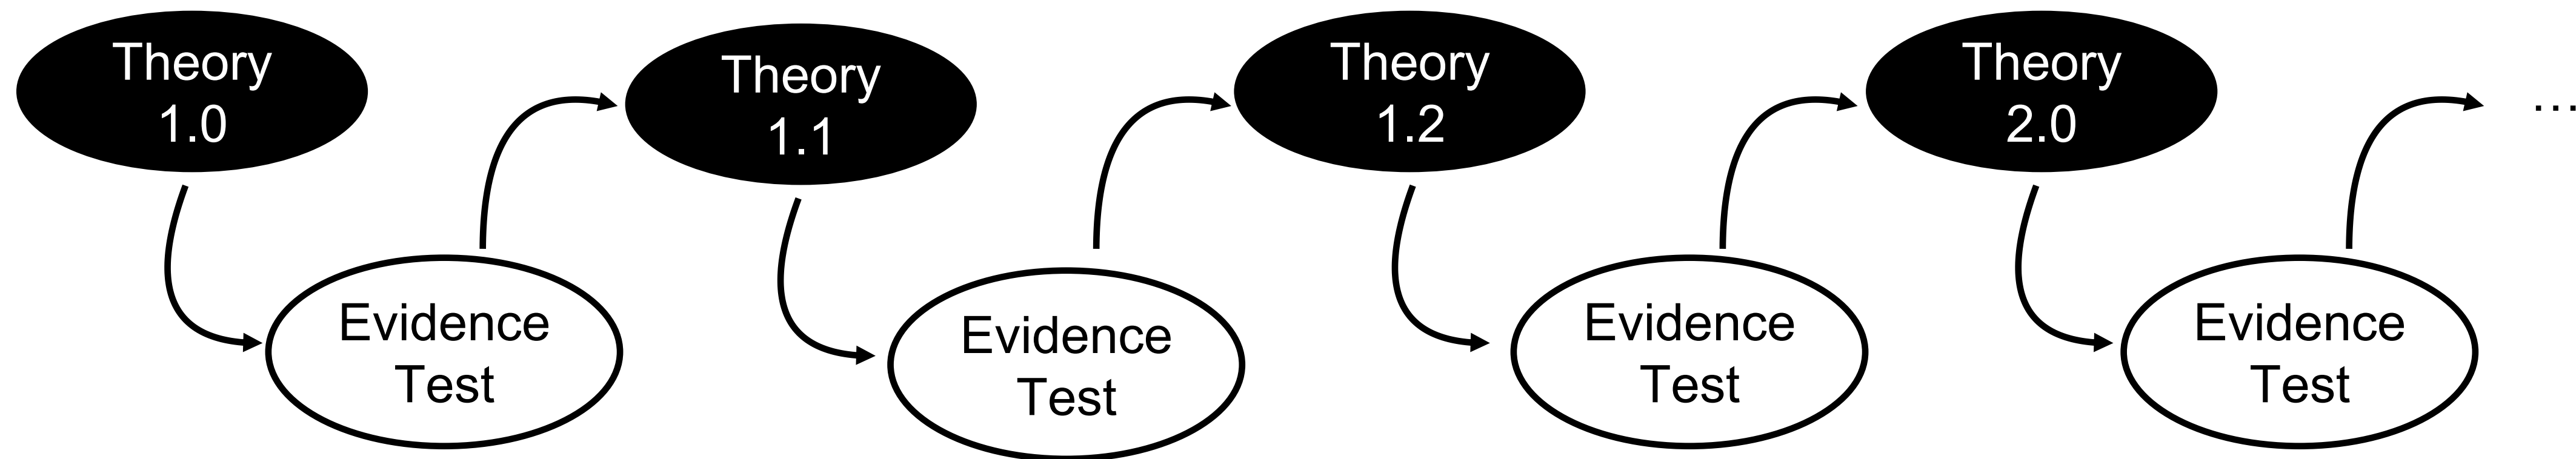 Theory
1.0
Evidence
Test
Theory
1.1
Evidence
Test
Theory
1.2
Evidence
Test
Theory
2.0
Evidence
Test
...